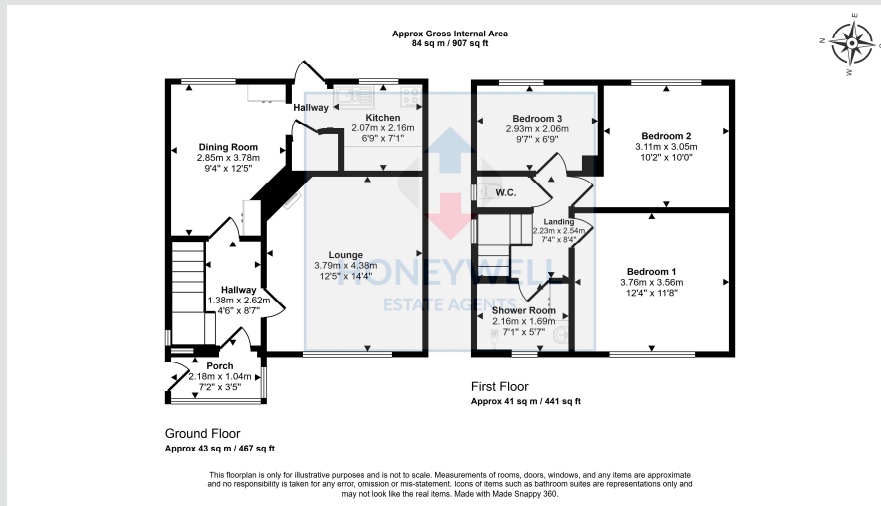 Approx Gross Internal Area
84 sq m / 907 sq ft
E
N
W
Hallway
Kitchen
2.07m x 2.16m
6'9" x 7'1"
Dining Room
2.85m x 3.78m
9'4" x 12'5"
Lounge
3.79m x 4.38m
12'5" x 14'4"
Hallway
1.38m x 2.62m
4'6" x 8'7"
Porch
2.18m x 1.04m
7'2" x 3'5"
Ground Floor
Approx 43 sq m / 467 sq ft
Bedroom 3
2.93m x 2.06m
9'7" x 6'9"
Bedroom 2
3.11m x 3.05m
10'2" x 10'0"
W.C.
Landing
2.23m x 2.54m
7'4" x 8'4"
Bedroom 1
3.76m x 3.56m
12'4" x 11'8"
Shower Room
2.16m x 1.69m
7'1" x 5'7"
First Floor
Approx 41 sq m / 441 sq ft
HONEYWELL
ESTATE AGENTS
This floorplan is only for illustrative purposes and is not to scale. Measurements of rooms, doors, windows, and any items are approximate
and no responsibility is taken for any error, omission or mis-statement. Icons of items such as bathroom suites are representations only and
may not look like the real items. Made with Made Snappy 360.